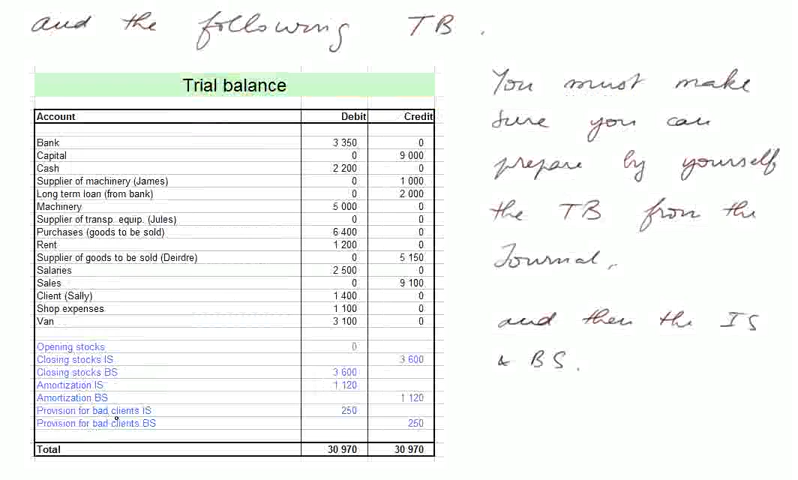 and the following TB.
Trial balance
Account Debit Credit
Bank 3 350 0
Capital 0 9 000
Cash 2 200 0
Supplier of machinery (James) 0 1 000
Long term loan (from bank) 0 2 000
Machinery 5 000 0
Supplier of transp. equip. (Jules) 0 0
Purchases (goods to be sold) 6 400 0
Rent 1 200 0
Supplier of goods to be sold (Deirdre) 0 5 150
Salaries 2 500 0
Sales 0 9 100
Client (Sally) 1 400 0
Shop expenses 1 100 0
Van 3 100 0
Opening stocks 0
Closing stocks IS 3 600
Closing stocks BS 3 600
Amortization IS 1 120
Amortization BS 1 120
Provision for bad clients IS 250
Provision for bad clients BS 250
Total 30 970 30 970
You must make
sure you can
prepare by yourself
the TB from the
Journal,
and then the IS
& BS.